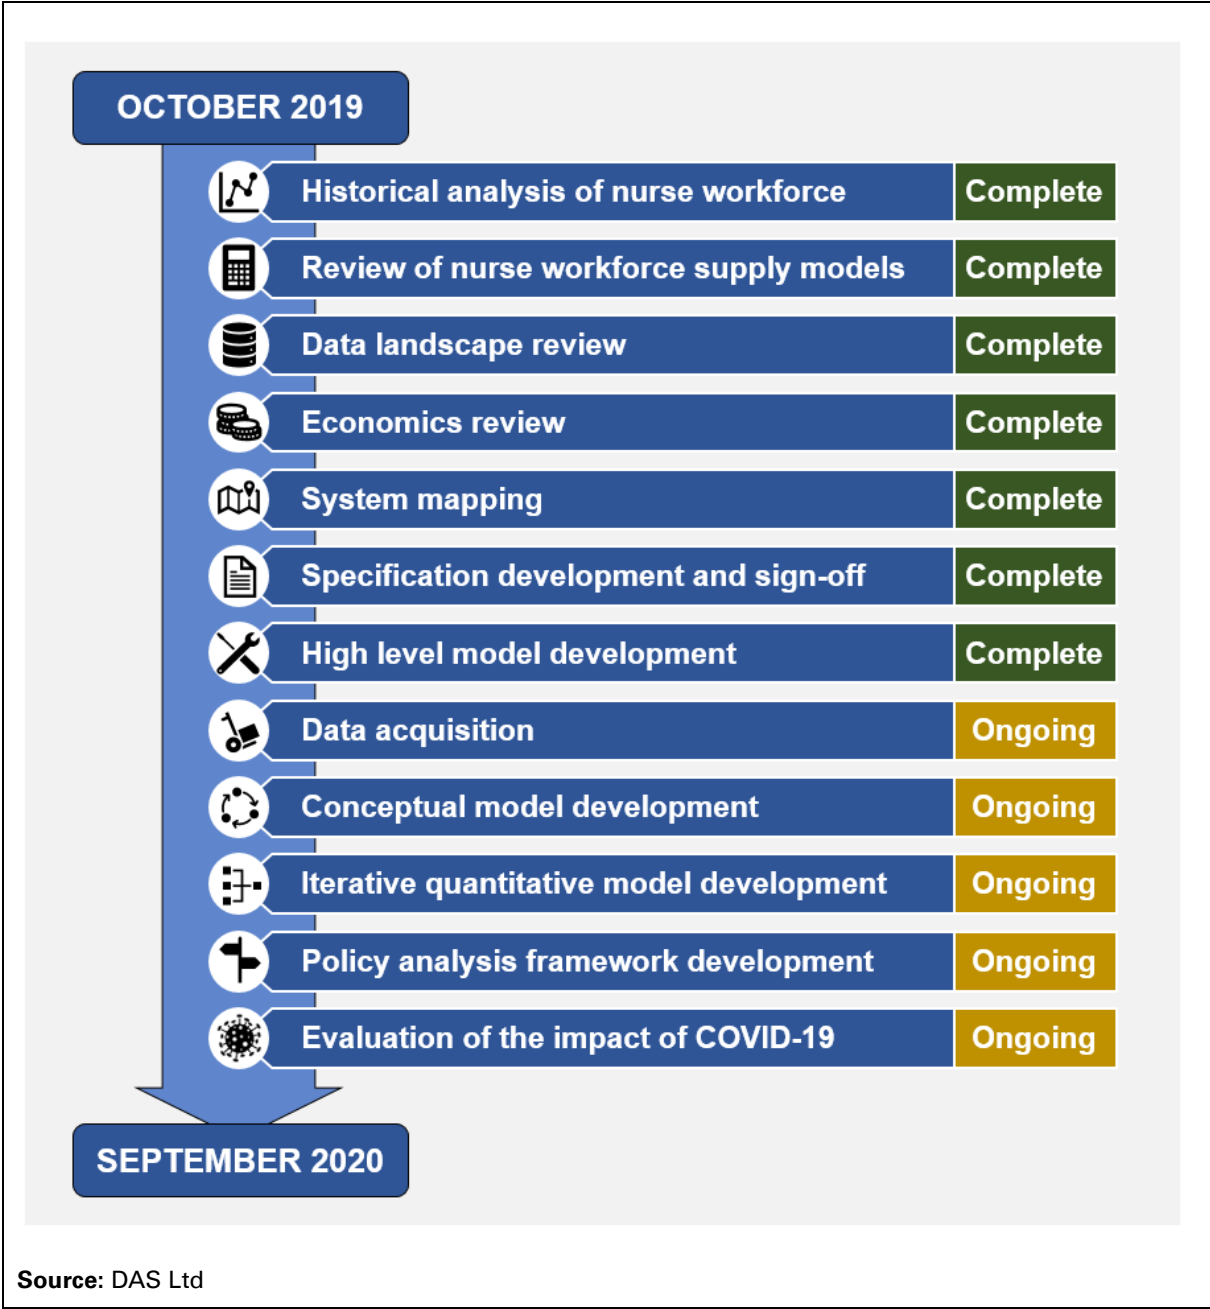 OCTOBER 2019
Historical analysis of nurse workforce Complete
Review of nurse workforce supply models Complete
Data landscape review Complete
Economics review Complete
System mapping Complete
Specification development and sign-off Complete
High level model development Complete
Data acquisition Ongoing
Conceptual model development Ongoing
Iterative quantitative model development Ongoing
Policy analysis framework development Ongoing
Evaluation of the impact of COVID-19 Ongoing
SEPTEMBER 2020
Source: DAS Ltd